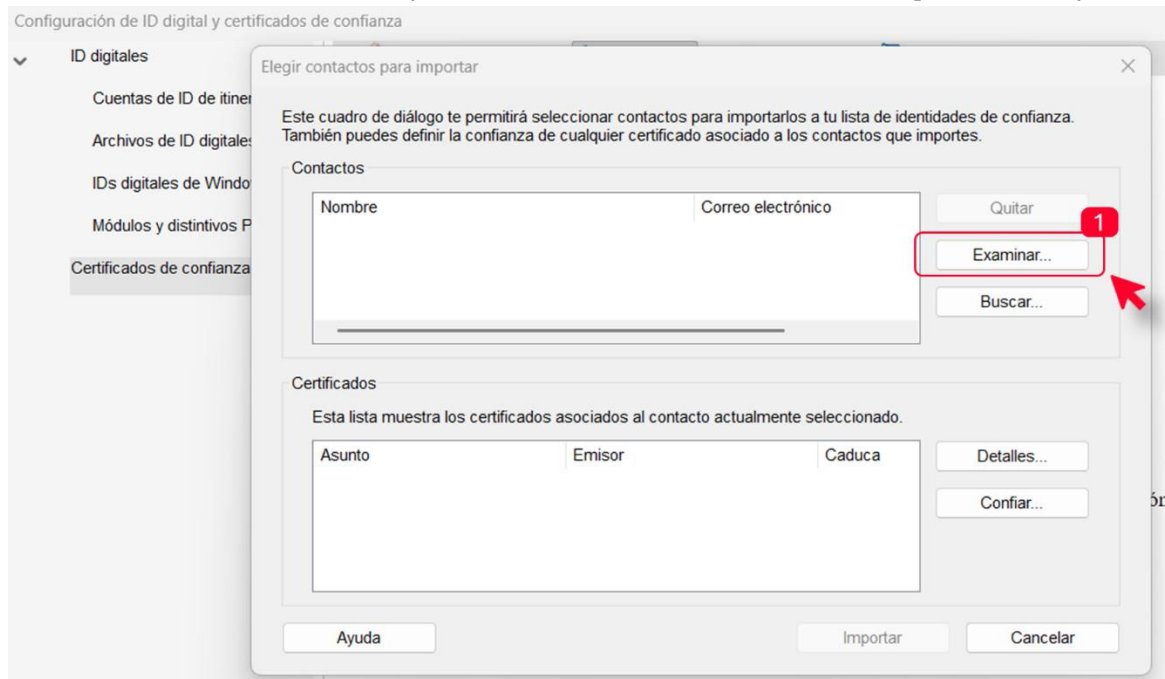 Configuración de ID digital y certificados de confianza
ID digitales
Elegir contactos para importar
Cuentas de ID de itiner
Archivos de ID digitales
IDs digitales de Windo
Módulos y distintivos P
Certificados de confianza
Este cuadro de diálogo te permitirá seleccionar contactos para importarlos a tu lista de identidades de confianza.
También puedes definir la confianza de cualquier certificado asociado a los contactos que importes.
Contactos
Nombre Correo electrónico
Quitar
1
Examinar...
Buscar...
Certificados
Esta lista muestra los certificados asociados al contacto actualmente seleccionado.
Asunto Emisor Caduca
Detalles...
Confiar...
Ayuda Importar Cancelar